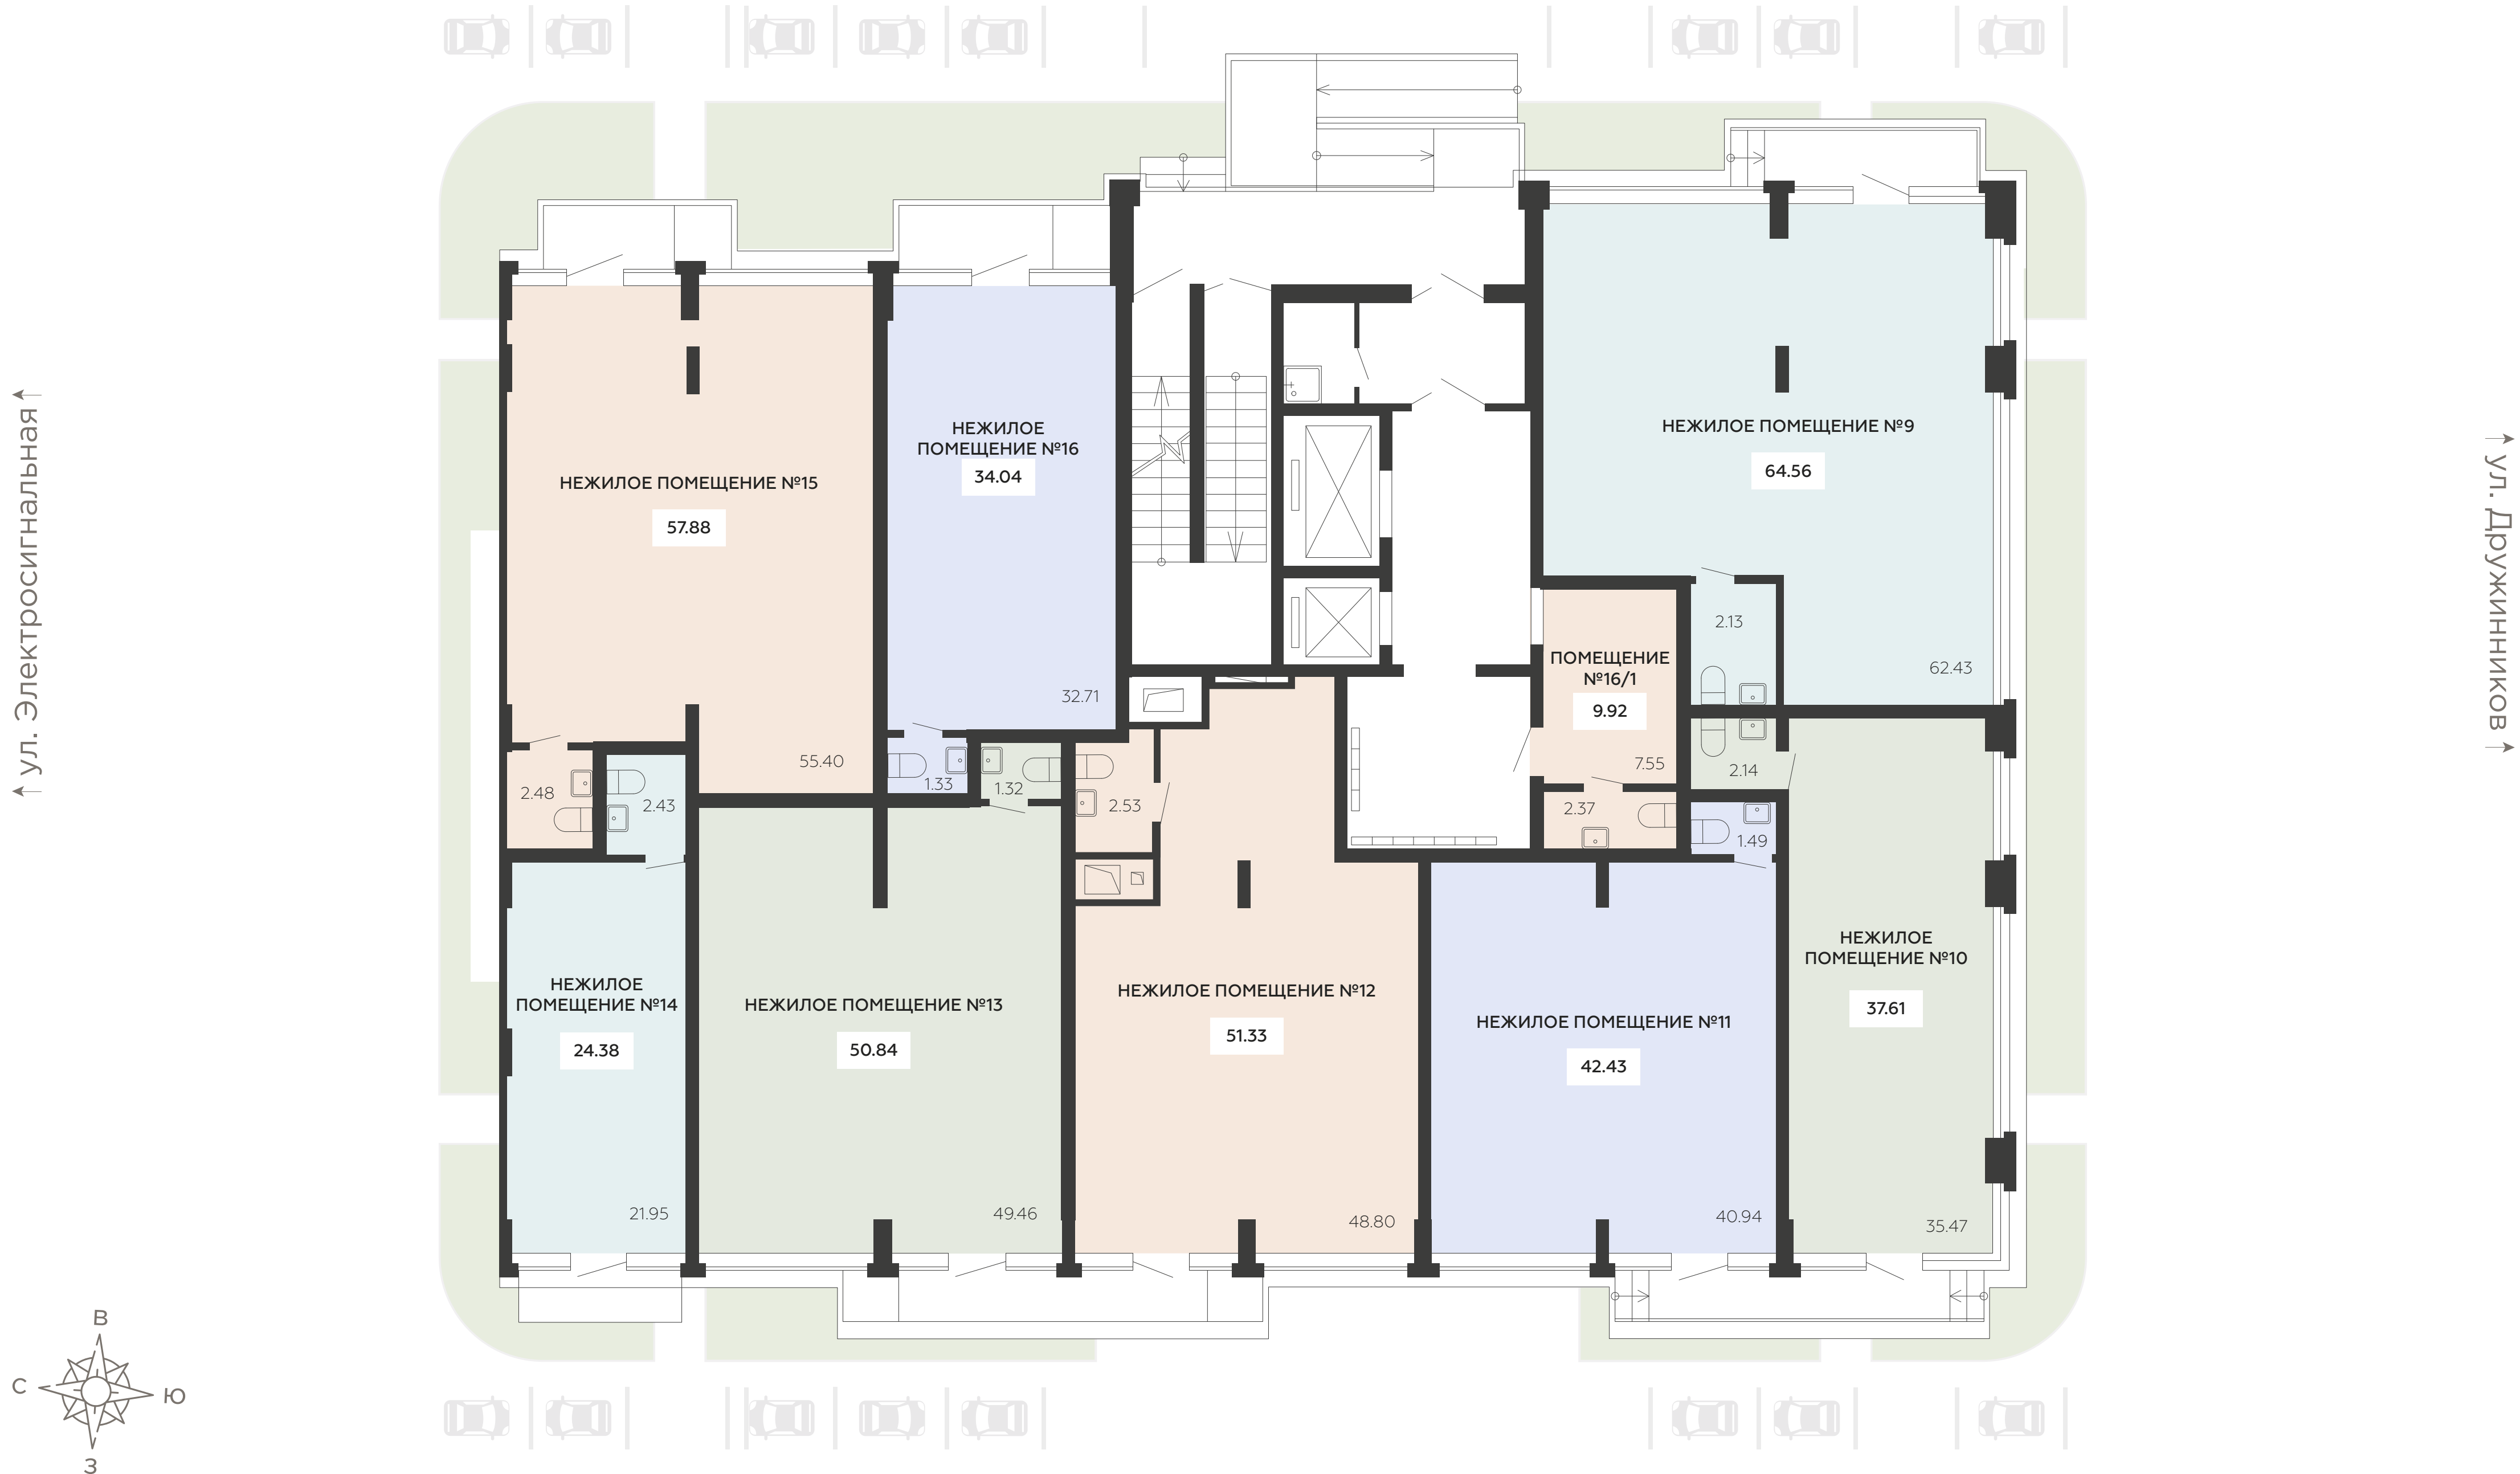 ул. Электросигнальная
ул. Дружинников
НЕЖИЛОЕ ПОМЕЩЕНИЕ №15
57.88
55.40
2.48
НЕЖИЛОЕ
ПОМЕЩЕНИЕ №16
34.04
32.71
1.33
НЕЖИЛОЕ ПОМЕЩЕНИЕ №9
64.56
2.13
62.43
ПОМЕЩЕНИЕ
№16/1
9.92
7.55
2.37
2.43
НЕЖИЛОЕ
ПОМЕЩЕНИЕ №14
24.38
21.95
1.32
НЕЖИЛОЕ ПОМЕЩЕНИЕ №13
50.84
49.46
2.53
НЕЖИЛОЕ ПОМЕЩЕНИЕ №12
51.33
48.80
1.49
НЕЖИЛОЕ ПОМЕЩЕНИЕ №11
42.43
40.94
2.14
НЕЖИЛОЕ
ПОМЕЩЕНИЕ №10
37.61
35.47
В
С
Ю
З